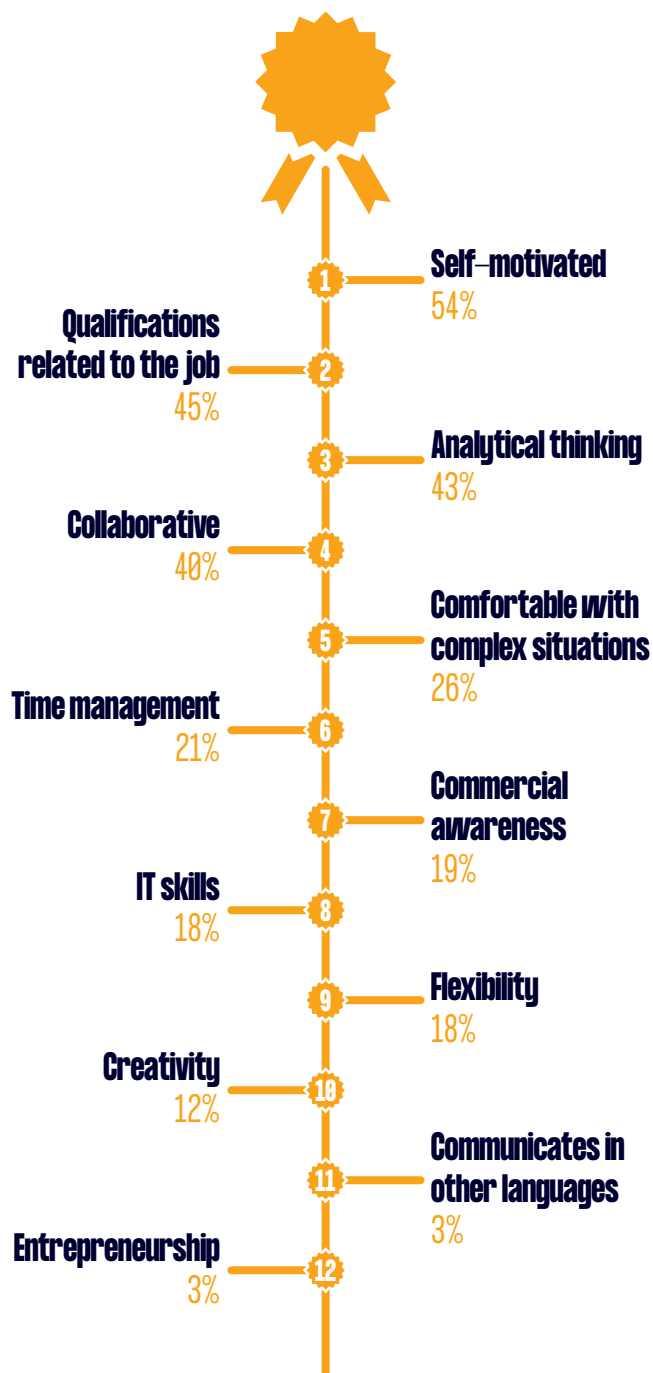 1
Self-motivated
54%
Qualifications
related to the job
45%
2
3
Analytical thinking
43%
Collaborative
40%
4
5
Comfortable with
complex situations
26%
Time management
21%
6
7
Commercial
awareness
19%
IT skills
18%
8
9
Flexibility
18%
Creativity
12%
10
11
Communicates in
other languages
3%
Entrepreneurship
3%
12